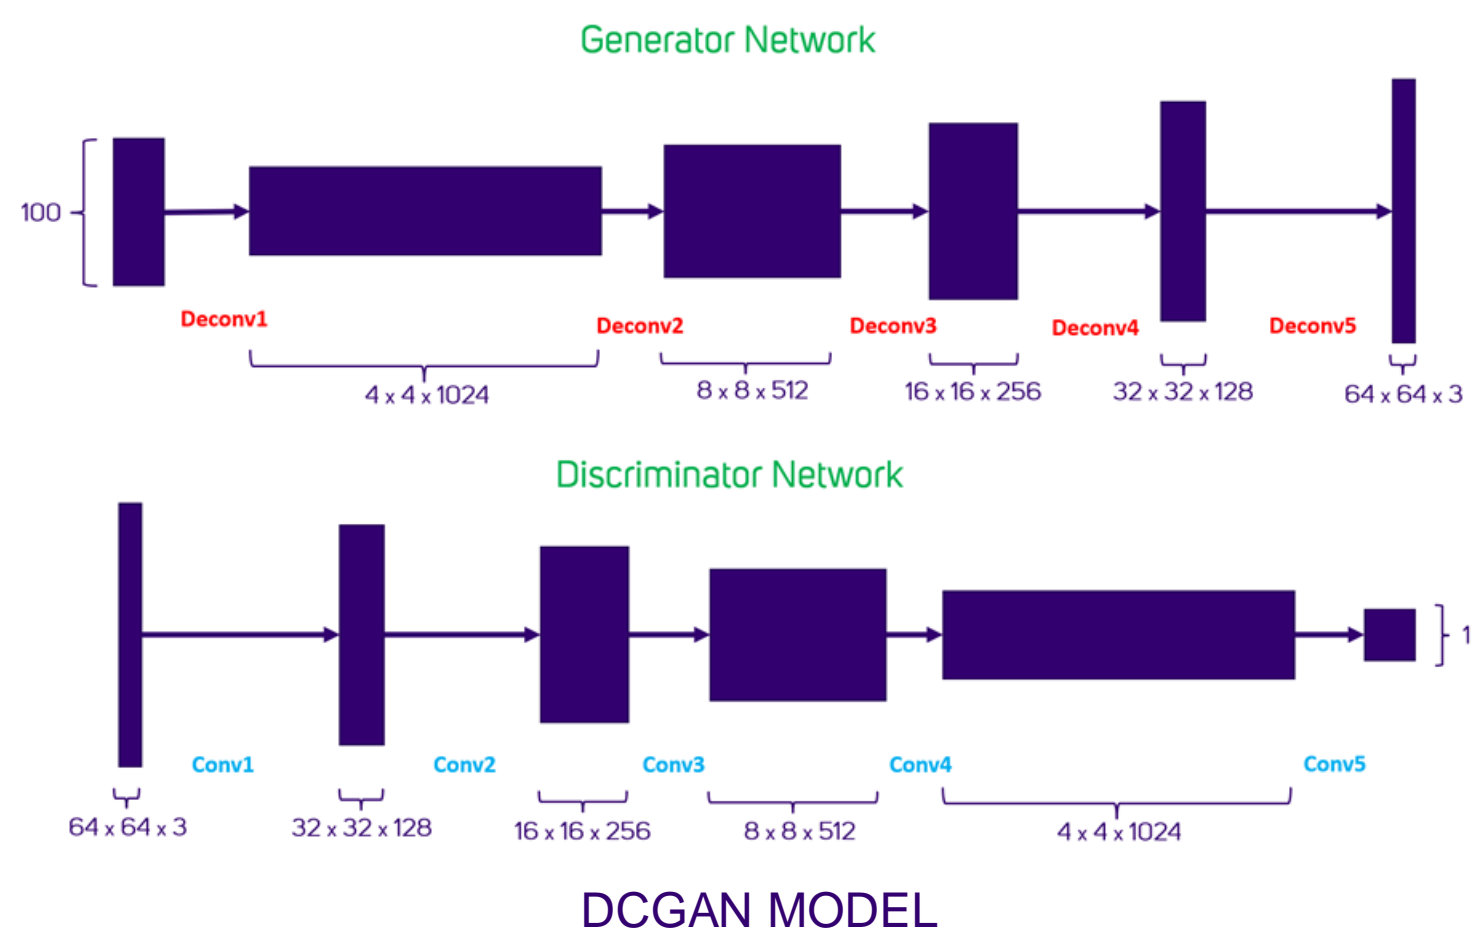 Generator Network
100
Deconv1
Deconv2
Deconv3
Deconv4
Deconv5
4 x 4 x 1024
8 x 8 x 512
16 x 16 x 256
32 x 32 x 128
64 x 64 x 3
Discriminator Network
1
Conv1
Conv2
Conv3
Conv4
Conv5
64 x 64 x 3
32 x 32 x 128
16 x 16 x 256
8 x 8 x 512
4 x 4 x 1024
DCGAN MODEL